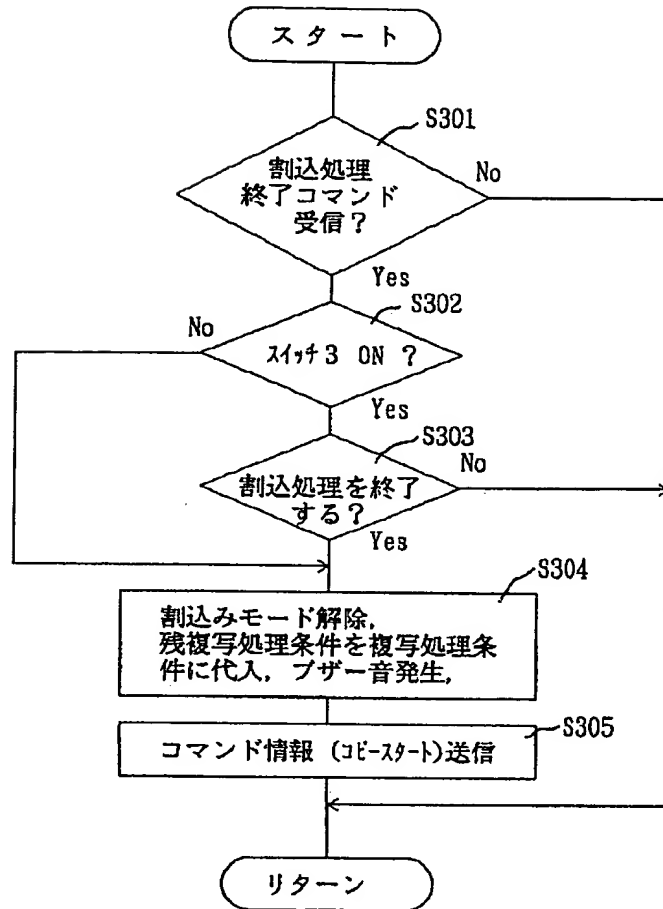 スタート
S301
割込処理
終了コマンド
受信?
No
Yes
S302
No
スイッチ3 ON ?
Yes
S303
割込処理を終了
する?
No
Yes
S304
割込みモード解除,
残複写処理条件を複写処理条
件に代入, ブザー音発生,
S305
コマンド情報 (コピースタート)送信
リターン